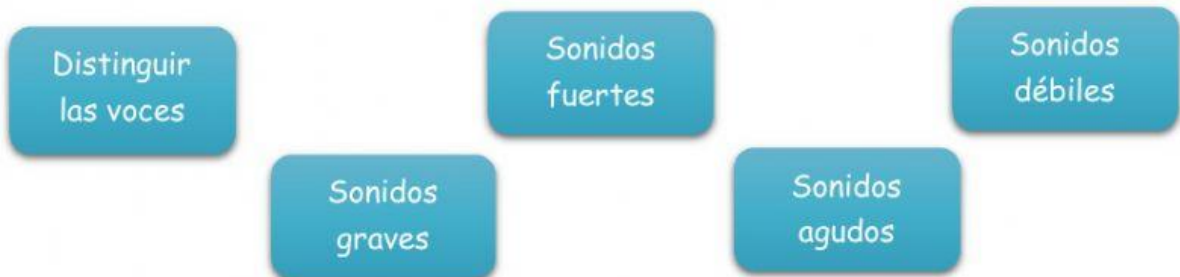 Distinguir
las voces
Sonidos
graves
Sonidos
fuertes
Sonidos
agudos
Sonidos
débiles